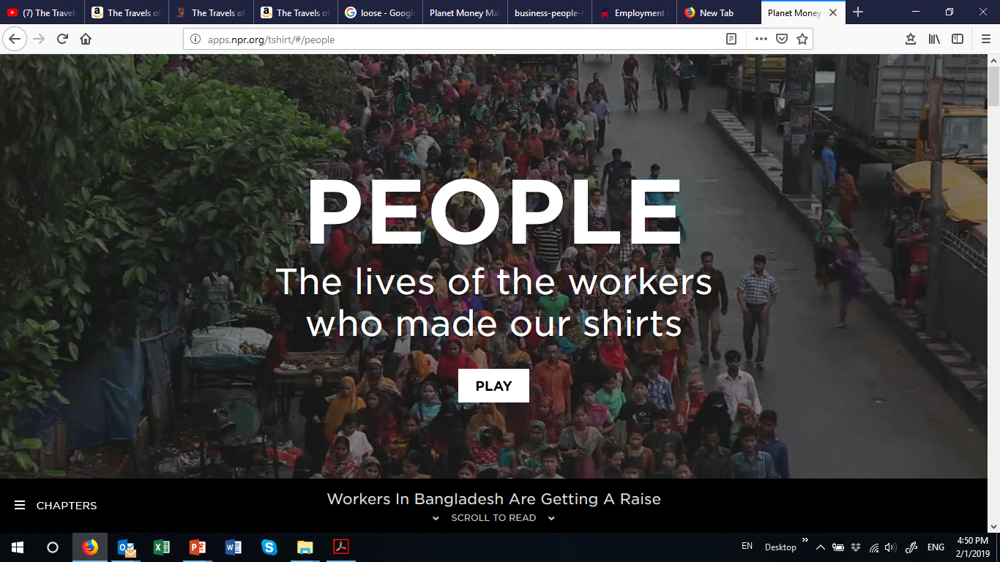 (7) The Travel
The Travels of
The Travels of
The Travels of
loose - Google
Planet Money Ma
business-people-
Employment
New Tab
Planet Money
apps.npr.org/tshirt/#/people
PEOPLE
The lives of the workers
who made our shirts
PLAY
CHAPTERS
Workers In Bangladesh Are Getting A Raise
SCROLL TO READ
EN
Desktop
ENG
4:50 PM
2/1/2019